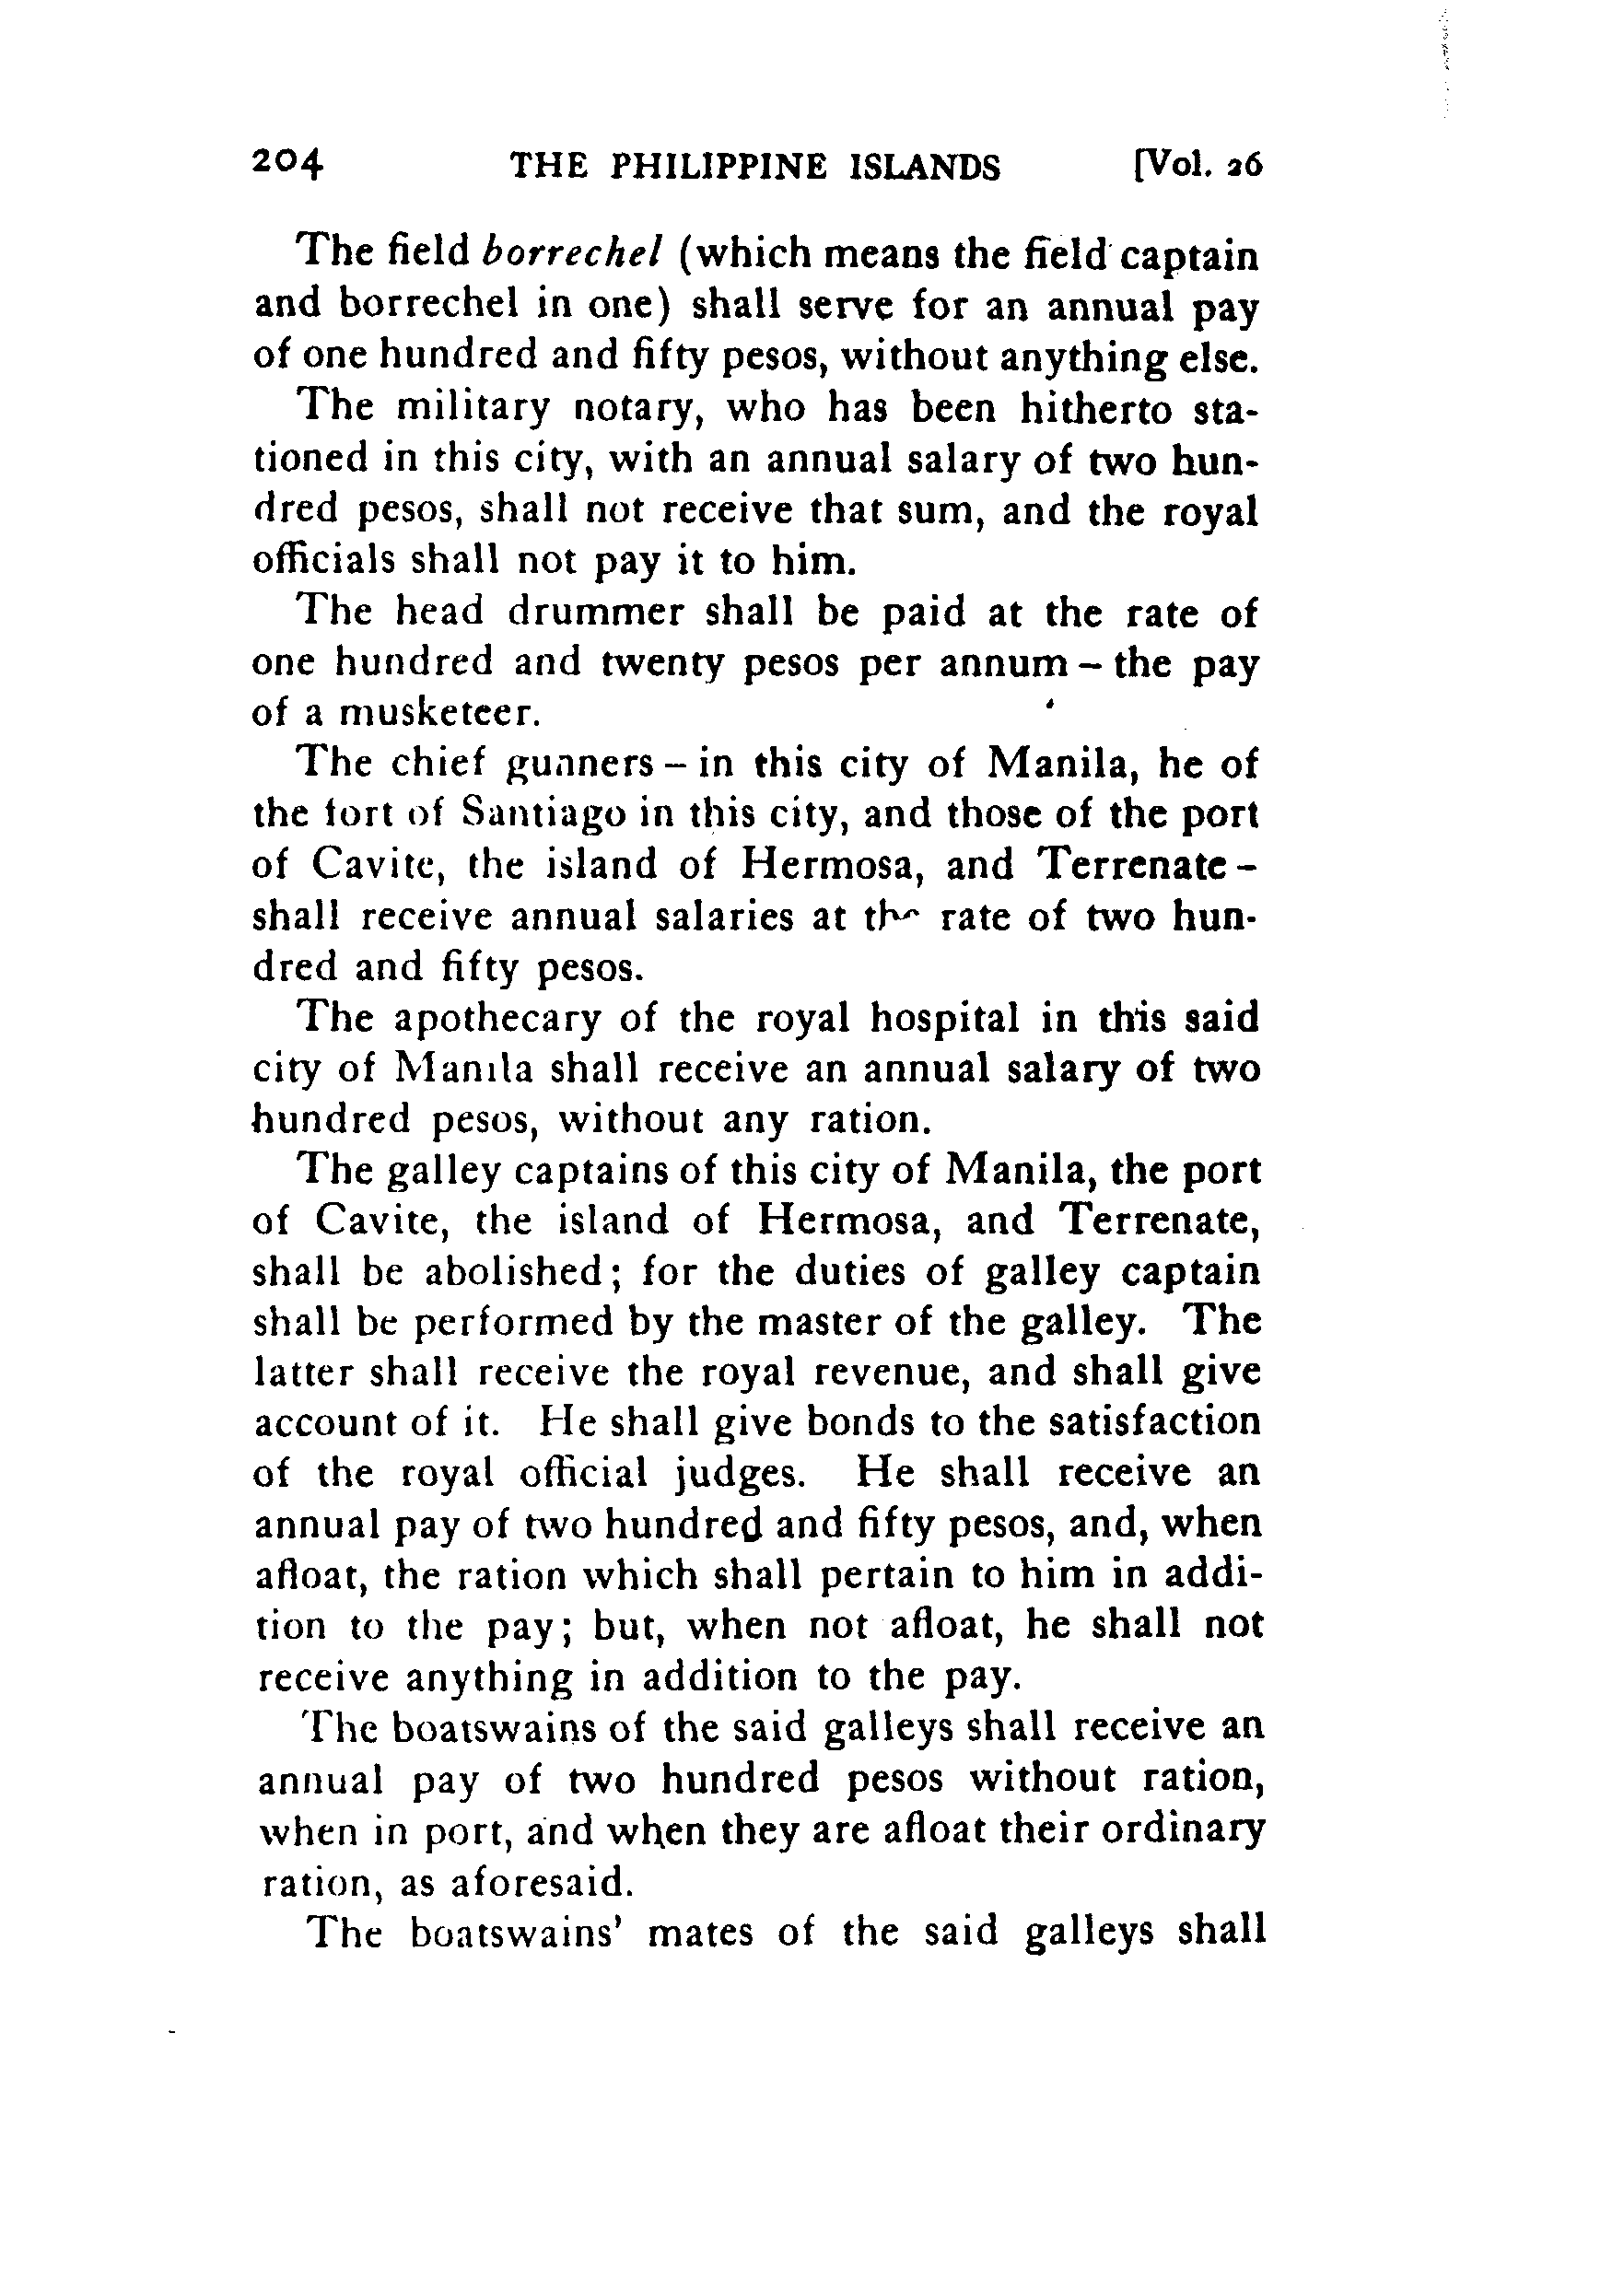 204 THE PHILIPPINE ISLANDS [Vol. 26
The field borrechel (which means the field captain
and borrechel in one) shall serve for an annual pay
of one hundred and fifty pesos, without anything else.
The military notary, who has been hitherto sta-
tioned in this city, with an annual salary of two hun-
dred pesos, shall not receive that sum, and the royal
officials shall not pay it to him.
The head drummer shall be paid at the rate of
one hundred and twenty pesos per annum – the pay
of a musketeer.
The chief gunners – in this city of Manila, he of
the fort of Santiago in this city, and those of the port
of Cavite, the island of Hermosa, and Terrenate –
shall receive annual salaries at the rate of two hun-
dred and fifty pesos.
The apothecary of the royal hospital in this said
city of Manila shall receive an annual salary of two
hundred pesos, without any ration.
The galley captains of this city of Manila, the port
of Cavite, the island of Hermosa, and Terrenate,
shall be abolished; for the duties of galley captain
shall be performed by the master of the galley. The
latter shall receive the royal revenue, and shall give
account of it. He shall give bonds to the satisfaction
of the royal official judges. He shall receive an
annual pay of two hundred and fifty pesos, and, when
afloat, the ration which shall pertain to him in addi-
tion to the pay; but, when not afloat, he shall not
receive anything in addition to the pay.
The boatswains of the said galleys shall receive an
annual pay of two hundred pesos without ration,
when in port, and when they are afloat their ordinary
ration, as aforesaid.
The boatswains' mates of the said galleys shall